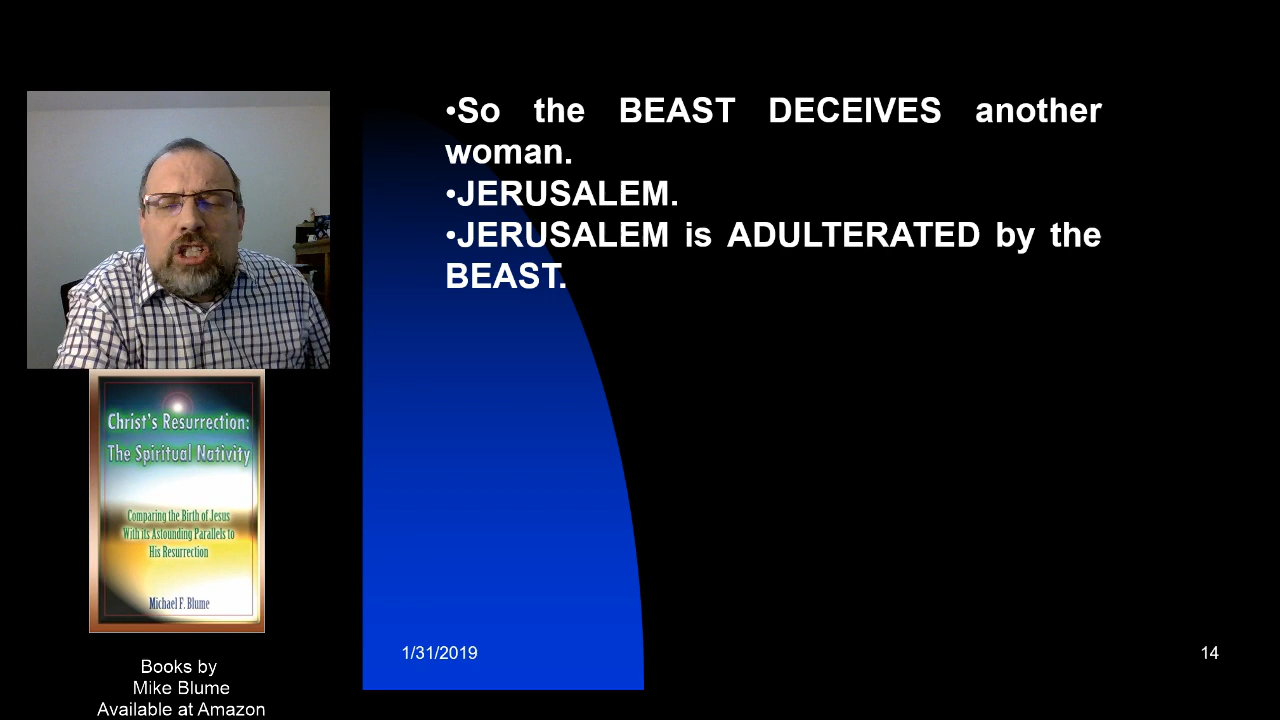 •So the BEAST DECEIVES another
woman.
•JERUSALEM.
•JERUSALEM is ADULTERATED by the
BEAST.
Christ's Resurrection:
The Spiritual Nativity
Comparing the Birth of Jesus
With its Astounding Parallels to
His Resurrection
Michael F. Blume
Books by
Mike Blume
Available at Amazon
1/31/2019
14